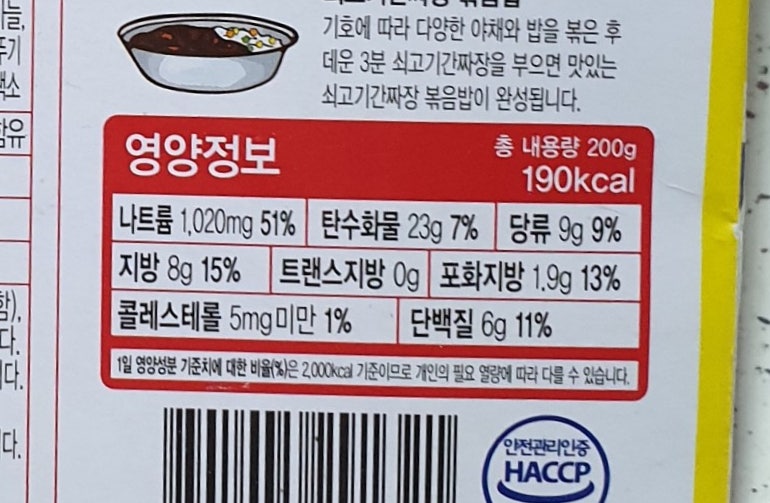 기호에 따라 다양한 야채와 밥을 볶은 후
데운 3분 쇠고기간짜장을 부으면 맛있는
쇠고기간짜장 볶음밥이 완성됩니다.
영양정보
총 내용량 200g
190kcal
나트륨 1,020mg 51% 탄수화물 23g 7% 당류 9g 9%
지방 8g 15% 트랜스지방 0g 포화지방 1.9g 13%
콜레스테롤 5mg 미만 1% 단백질 6g 11%
1일 영양성분 기준치에 대한 비율(%)은 2,000kcal 기준이므로 개인의 필요 열량에 따라 다를 수 있습니다.
안전관리인증
HACCP